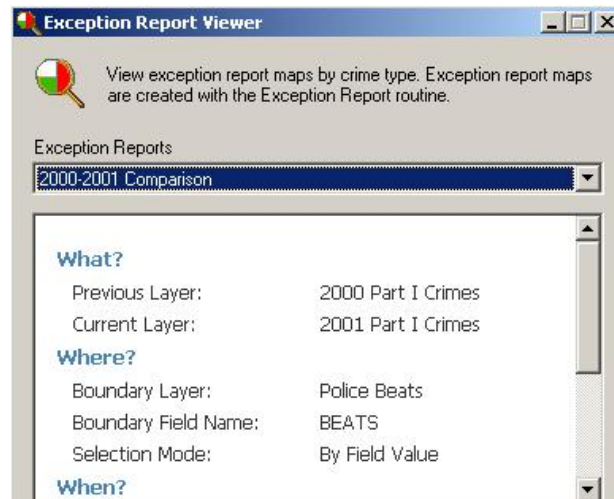 Exception Report Viewer
View exception report maps by crime type. Exception report maps
are created with the Exception Report routine.
Exception Reports
2000-2001 Comparison
What?
Previous Layer: 2000 Part I Crimes
Current Layer: 2001 Part I Crimes
Where?
Boundary Layer: Police Beats
Boundary Field Name: BEATS
Selection Mode: By Field Value
When?